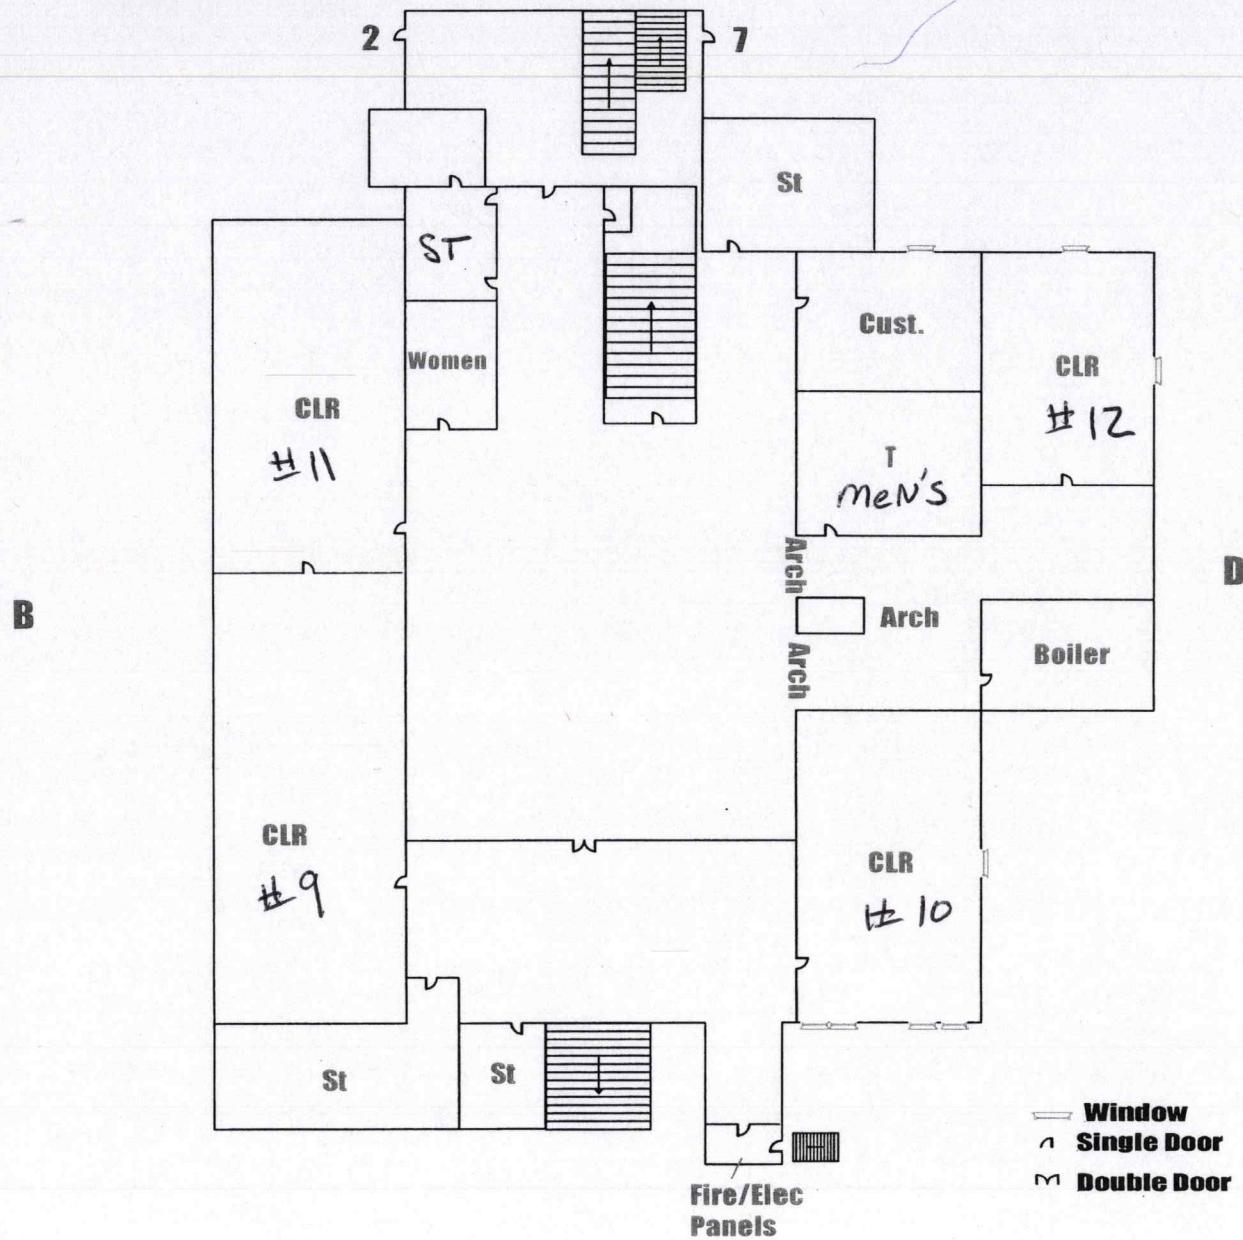 2
7
St
ST
Cust.
Women
CLR
#12
CLR
#11
T
MeN'S
Arch
Arch
Arch
B
D
Boiler
CLR
#9
CLR
#10
St
St
Window
Single Door
Double Door
Fire/Elec
Panels